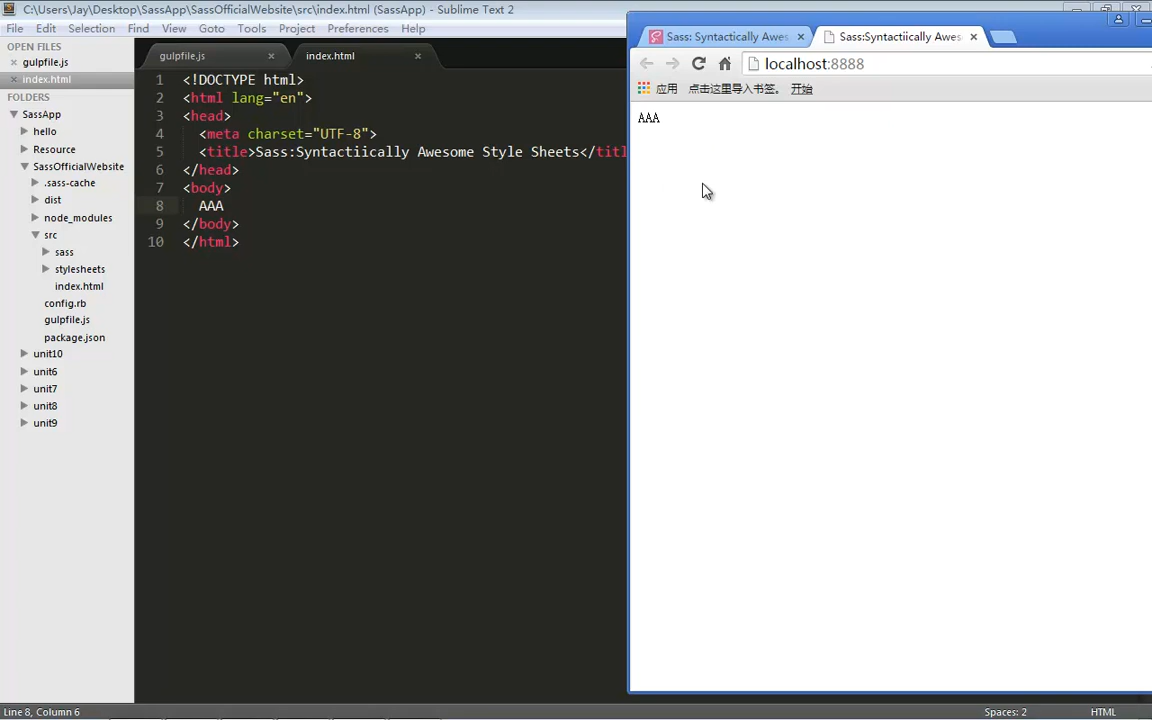 C:\Users\Jay\Desktop\SassApp\SassOfficialWebsite\src\index.html (SassApp) - Sublime Text 2
File Edit Selection Find View Goto Tools Project Preferences Help
OPEN FILES
gulpfile.js
index.html
FOLDERS
SassApp
hello
Resource
SassOfficialWebsite
.sass-cache
dist
node_modules
src
sass
stylesheets
index.html
config.rb
gulpfile.js
package.json
unit10
unit6
unit7
unit8
unit9
gulpfile.js
index.html
1 <!DOCTYPE html>
2 <html lang="en">
3 <head>
4 <meta charset="UTF-8">
5 <title>Sass:Syntactiically Awesome Style Sheets</titl
6 </head>
7 <body>
8 AAA
9 </body>
10 </html>
Sass: Syntactically Awes
Sass:Syntactiically Awes
localhost:8888
应用 点击这里导入书签。 开始
AAA
Line 8, Column 6
Spaces: 2
HTML